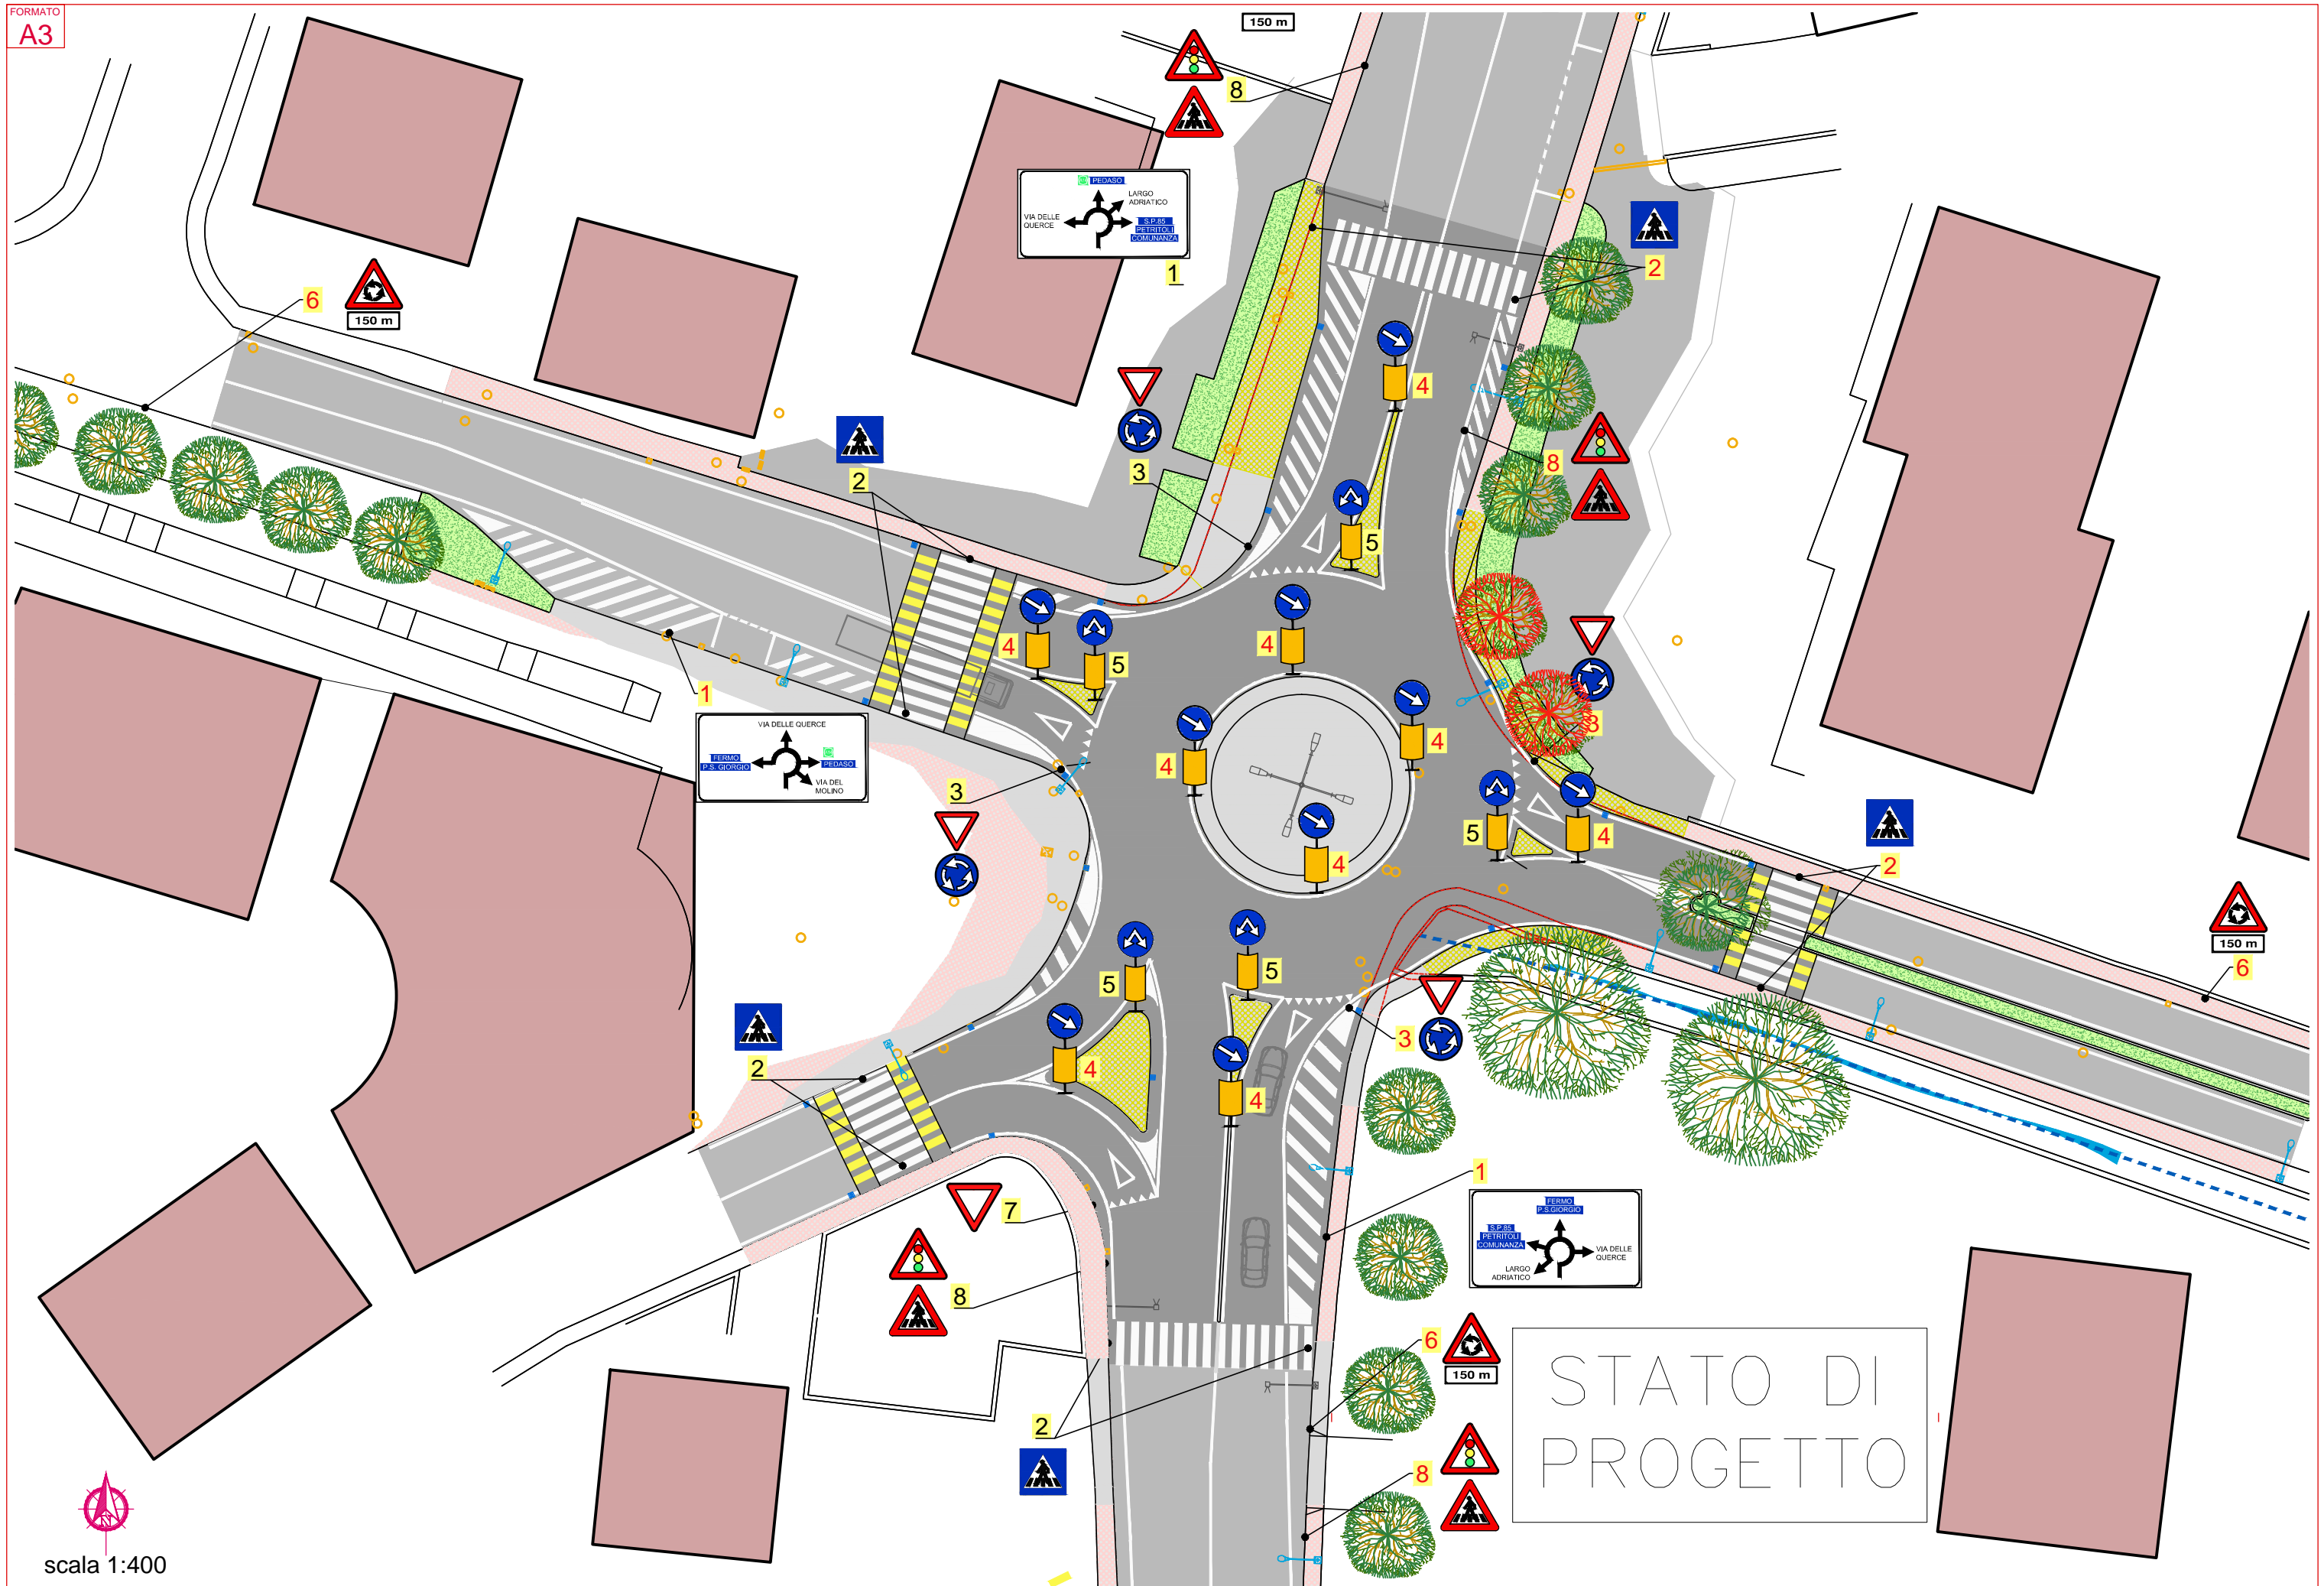 FORMATO
A3
150 m
8
PEDASO
LARGO
ADRIATICO
VIA DELLE
QUERCE
S.P.85
PETRITOLI
COMUNANZA
1
2
6
150 m
4
3
2
8
5
4
5
4
1
VIA DELLE QUERCE
FERMO
P.S. GIORGIO
PEDASO
VIA DEL
MOLINO
3
4
4
3
5
4
4
2
6
150 m
5
5
2
4
4
3
1
7
8
FERMO
P.S.GIORGIO
S.P.85
PETRITOLI
COMUNANZA
VIA DELLE
QUERCE
LARGO
ADRIATICO
6
150 m
2
8
STATO DI
PROGETTO
N
scala 1:400